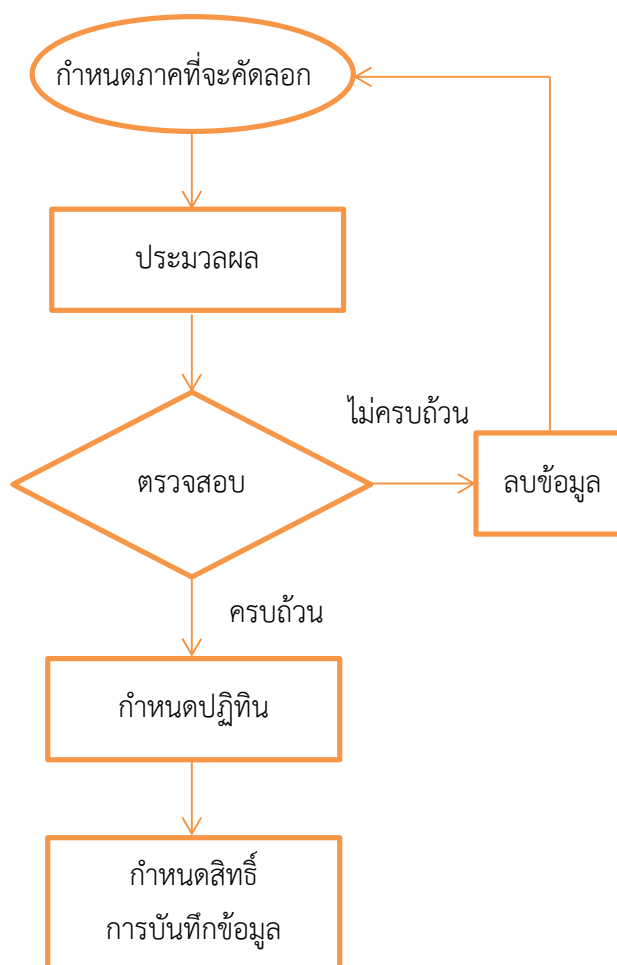 กำหนดภาคที่จะคัดลอก
ประมวลผล
ไม่ครบถ้วน
ตรวจสอบ
ลบข้อมูล
ครบถ้วน
กำหนดปฏิทิน
กำหนดสิทธิ์
การบันทึกข้อมูล